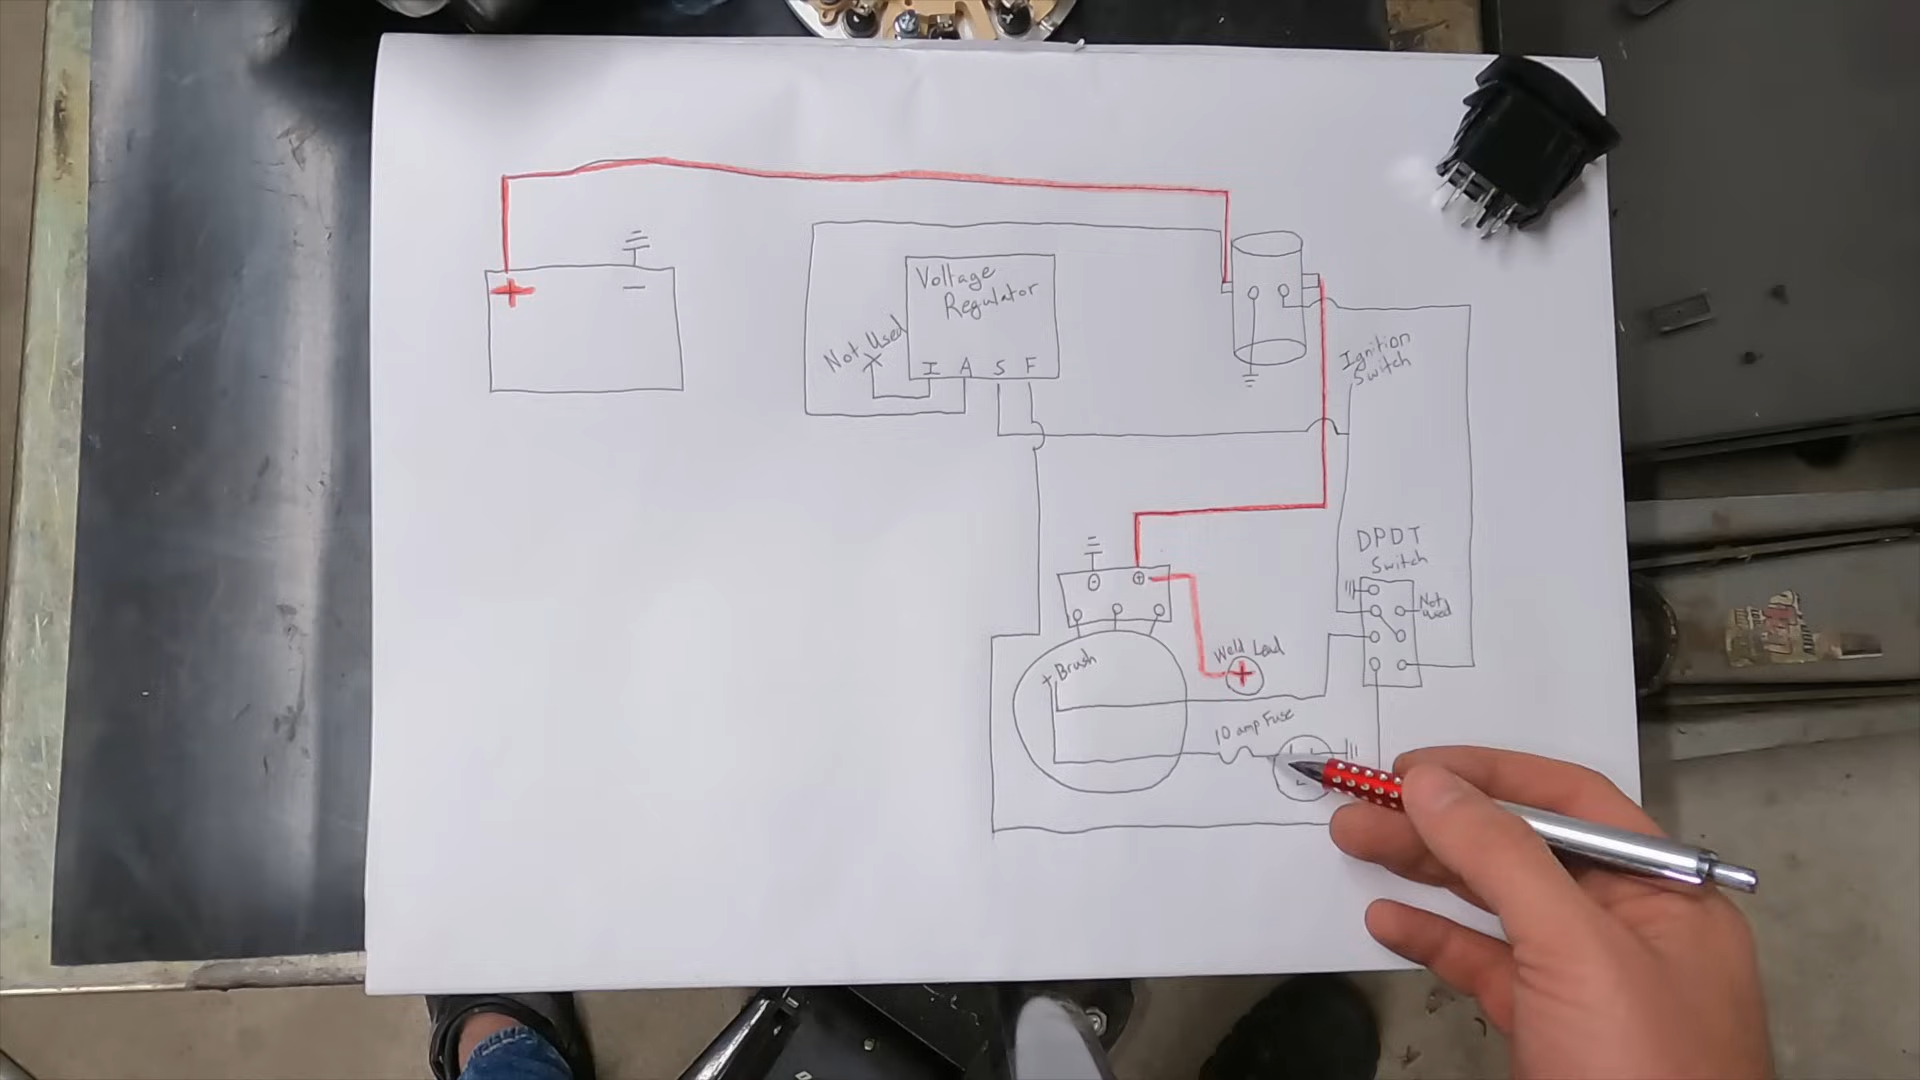 +
-
Voltage
Regulator
Not Used
X
I A S F
Ignition
Switch
DPDT
Switch
Not
used
- +
+ Brush
Weld Lead
+
10 amp Fuse